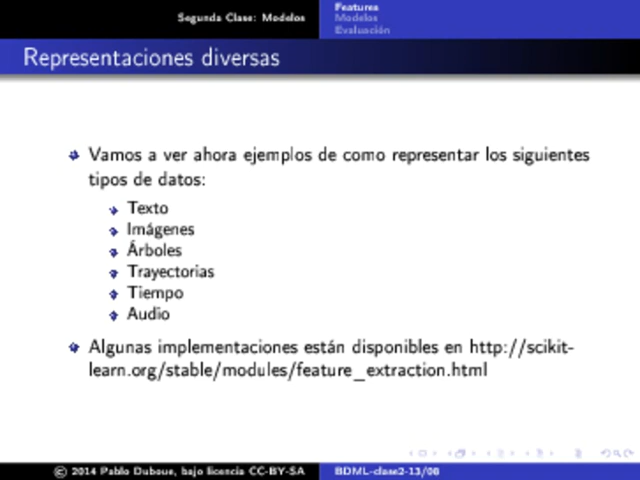 Segunda Clase: Modelos
Features
Modelos
Evaluación
Representaciones diversas
Vamos a ver ahora ejemplos de como representar los siguientes
tipos de datos:
Texto
Imágenes
Árboles
Trayectorias
Tiempo
Audio
Algunas implementaciones están disponibles en http://scikit-
learn.org/stable/modules/feature_extraction.html
© 2014 Pablo Duboue, bajo licencia CC-BY-SA
BDML-clase2-13/08